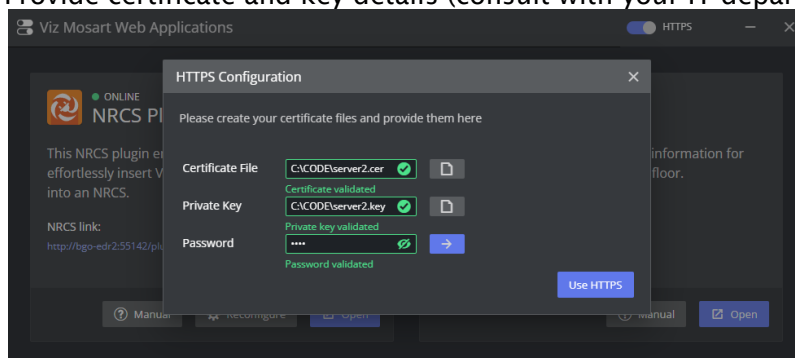 Provide certificate and key details (consult with your IT depar
Viz Mosart Web Applications
HTTPS
HTTPS Configuration
ONLINE
NRCS Pl
Please create your certificate files and provide them here
This NRCS plugin en
effortlessly insert V
into an NRCS.
information for
floor.
Certificate File
C:\CODE\server2.cer
Certificate validated
Private Key
C:\CODE\server2.key
Private key validated
NRCS link:
http://bgo-edr2:55142/plu
Password
••••
Password validated
Use HTTPS
Manual
Reconfigure
Open
Manual
Open